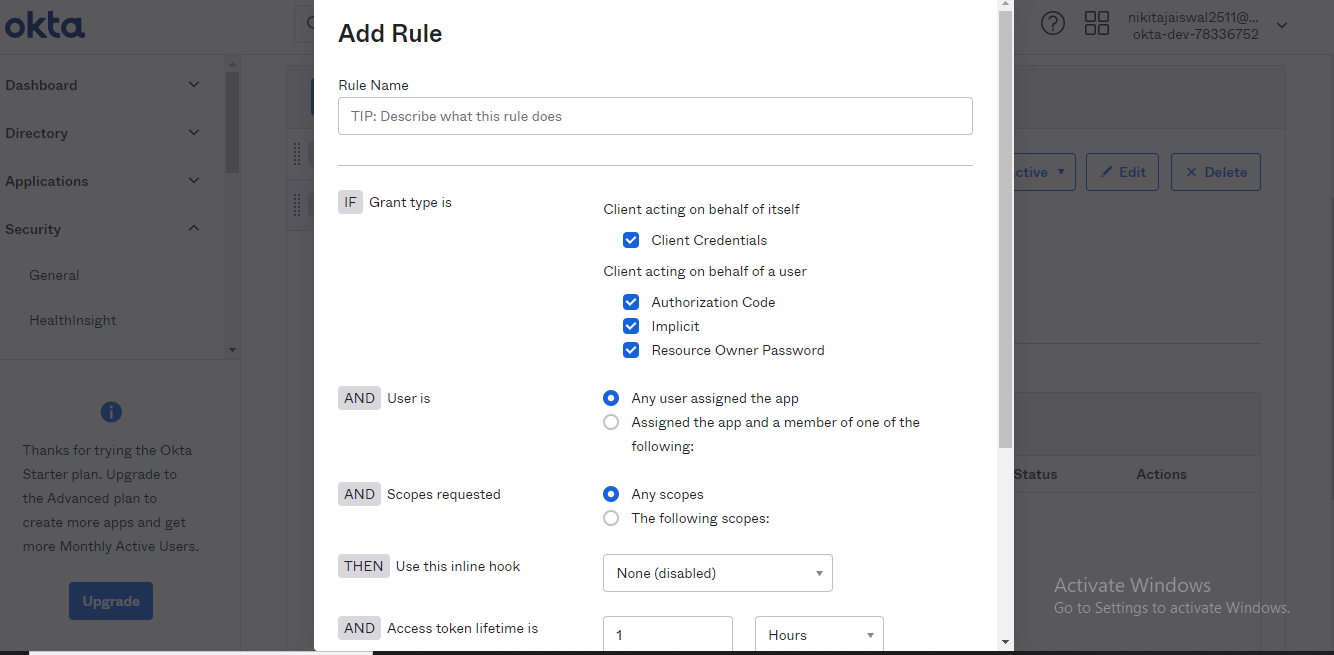 okta
nikitajaiswal2511@...
okta-dev-78336752
Dashboard
Directory
Applications
Security
General
HealthInsight
Thanks for trying the Okta
Starter plan. Upgrade to
the Advanced plan to
create more apps and get
more Monthly Active Users.
Upgrade
Add Rule
Rule Name
TIP: Describe what this rule does
IF Grant type is
Client acting on behalf of itself
Client Credentials
Client acting on behalf of a user
Authorization Code
Implicit
Resource Owner Password
AND User is
Any user assigned the app
Assigned the app and a member of one of the
following:
AND Scopes requested
Any scopes
The following scopes:
THEN Use this inline hook
None (disabled)
AND Access token lifetime is
1 Hours
ctive
Edit
Delete
Status Actions
Activate Windows
Go to Settings to activate Windows.